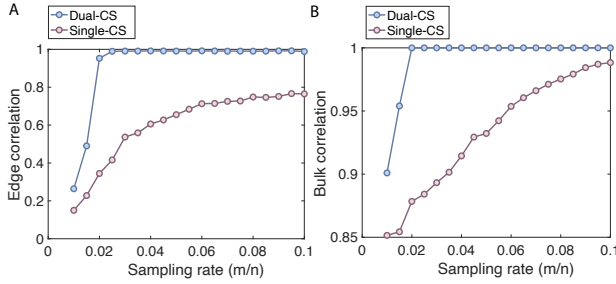 A
Dual-CS
Single-CS
1
0.8
0.6
0.4
0.2
0
0
0.02
0.04
0.06
0.08
0.1
Edge correlation
Sampling rate (m/n)
B
Dual-CS
Single-CS
1
0.95
0.9
0.85
0
0.02
0.04
0.06
0.08
0.1
Bulk correlation
Sampling rate (m/n)